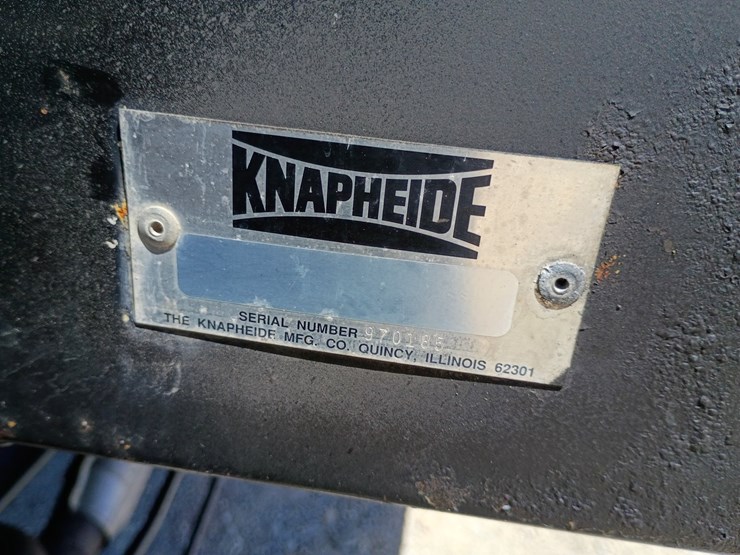 KNAPHEIDE
SERIAL NUMBER
THE KNAPHEIDE MFG. CO. QUINCY, ILLINOIS 62301